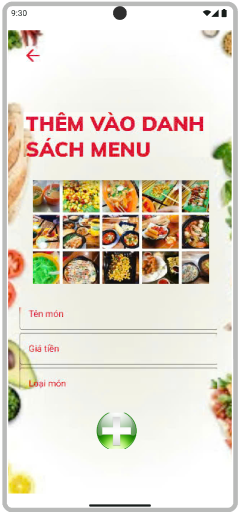 9:30
THÊM VÀO DANH
SÁCH MENU
Tên món
Giá tiền
Loại món